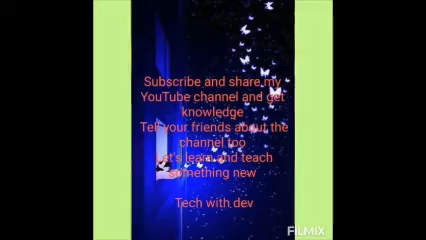 Subscribe and share my
YouTube channel and get
knowledge
Tell your friends about the
channel too
Let's learn and teach
something new
Tech with dev
FILMIX